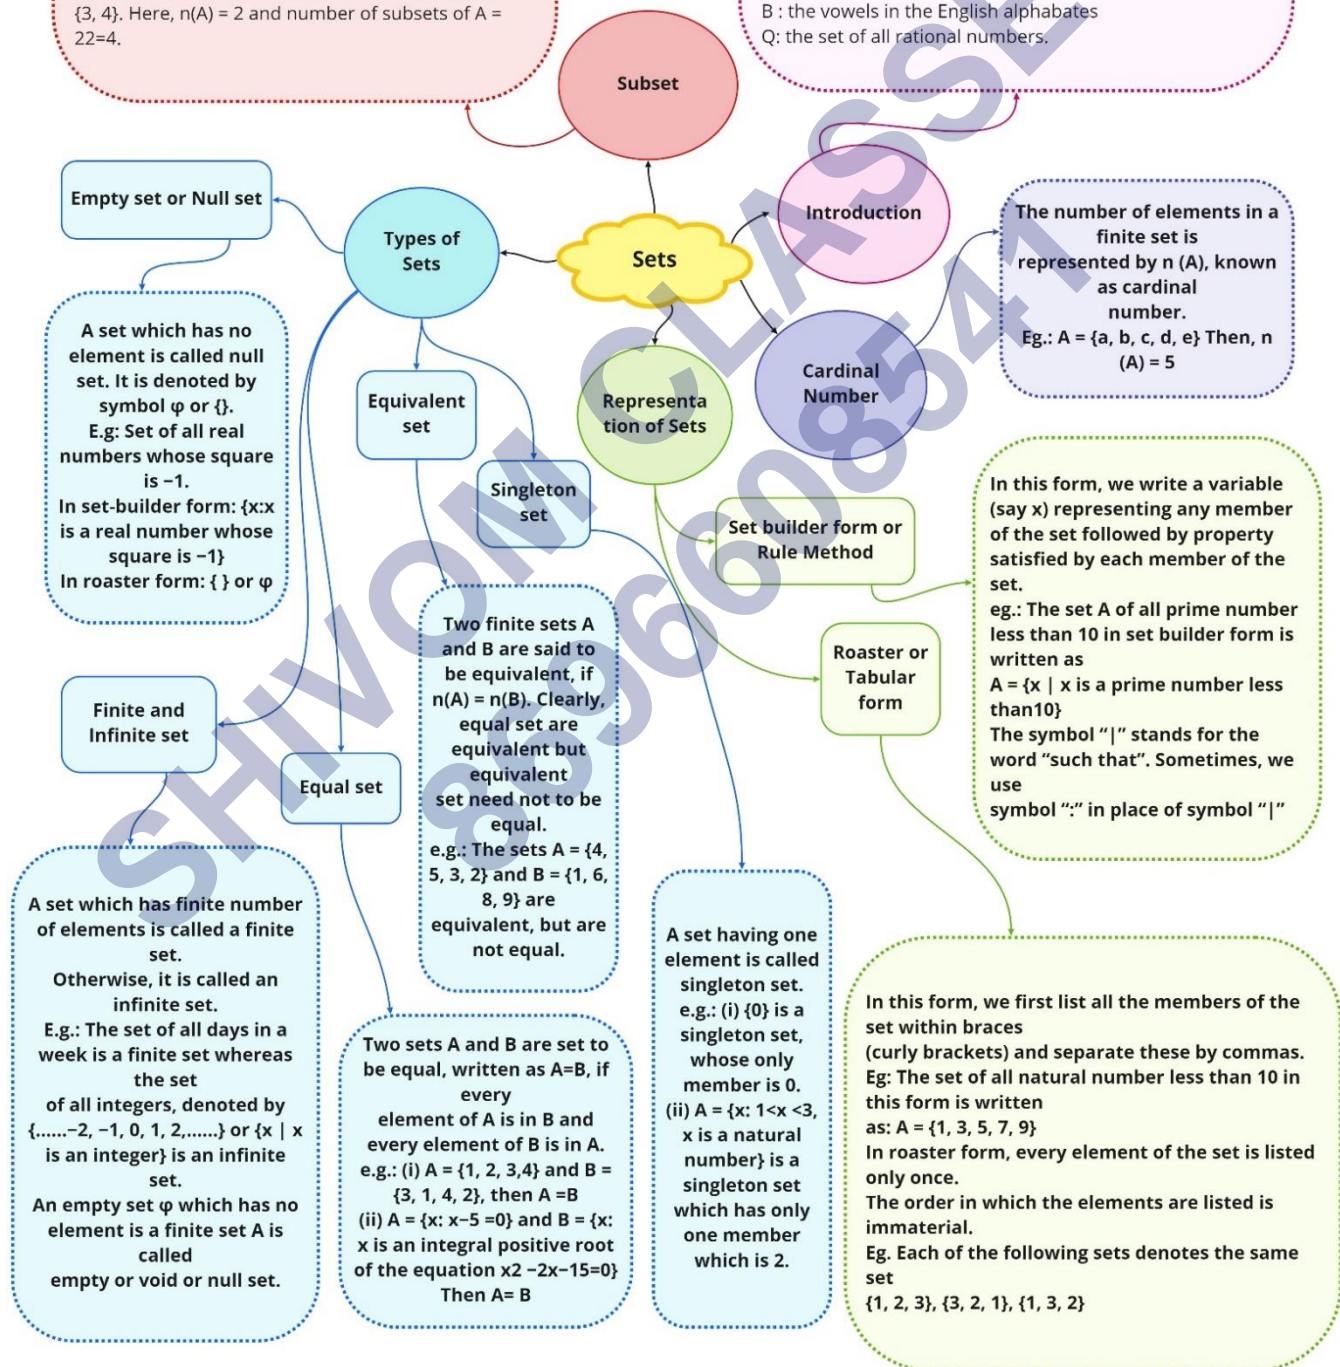 {3, 4}. Here, n(A) = 2 and number of subsets of A =
22=4.
B : the vowels in the English alphabates
Q: the set of all rational numbers.
Subset
Introduction
Sets
Types of
Sets
Empty set or Null set
A set which has no
element is called null
set. It is denoted by
symbol φ or {}.
E.g: Set of all real
numbers whose square
is −1.
In set-builder form: {x:x
is a real number whose
square is −1}
In roaster form: { } or φ
Equivalent
set
Singleton
set
Representa
tion of Sets
Cardinal
Number
The number of elements in a
finite set is
represented by n (A), known
as cardinal
number.
Eg.: A = {a, b, c, d, e} Then, n
(A) = 5
Set builder form or
Rule Method
In this form, we write a variable
(say x) representing any member
of the set followed by property
satisfied by each member of the
set.
eg.: The set A of all prime number
less than 10 in set builder form is
written as
A = {x | x is a prime number less
than10}
The symbol “|” stands for the
word “such that”. Sometimes, we
use
symbol “:” in place of symbol “|”
Roaster or
Tabular
form
Two finite sets A
and B are said to
be equivalent, if
n(A) = n(B). Clearly,
equal set are
equivalent but
equivalent
set need not to be
equal.
e.g.: The sets A = {4,
5, 3, 2} and B = {1, 6,
8, 9} are
equivalent, but are
not equal.
Finite and
Infinite set
Equal set
A set which has finite number
of elements is called a finite
set.
Otherwise, it is called an
infinite set.
E.g.: The set of all days in a
week is a finite set whereas
the set
of all integers, denoted by
{......−2, −1, 0, 1, 2,......} or {x | x
is an integer} is an infinite
set.
An empty set φ which has no
element is a finite set A is
called
empty or void or null set.
Two sets A and B are set to
be equal, written as A=B, if
every
element of A is in B and
every element of B is in A.
e.g.: (i) A = {1, 2, 3,4} and B =
{3, 1, 4, 2}, then A =B
(ii) A = {x: x−5 =0} and B = {x:
x is an integral positive root
of the equation x2 −2x−15=0}
Then A= B
A set having one
element is called
singleton set.
e.g.: (i) {0} is a
singleton set,
whose only
member is 0.
(ii) A = {x: 1<x <3,
x is a natural
number} is a
singleton set
which has only
one member
which is 2.
In this form, we first list all the members of the
set within braces
(curly brackets) and separate these by commas.
Eg: The set of all natural number less than 10 in
this form is written
as: A = {1, 3, 5, 7, 9}
In roaster form, every element of the set is listed
only once.
The order in which the elements are listed is
immaterial.
Eg. Each of the following sets denotes the same
set
{1, 2, 3}, {3, 2, 1}, {1, 3, 2}
SHIVOM CLASSE
8696608541